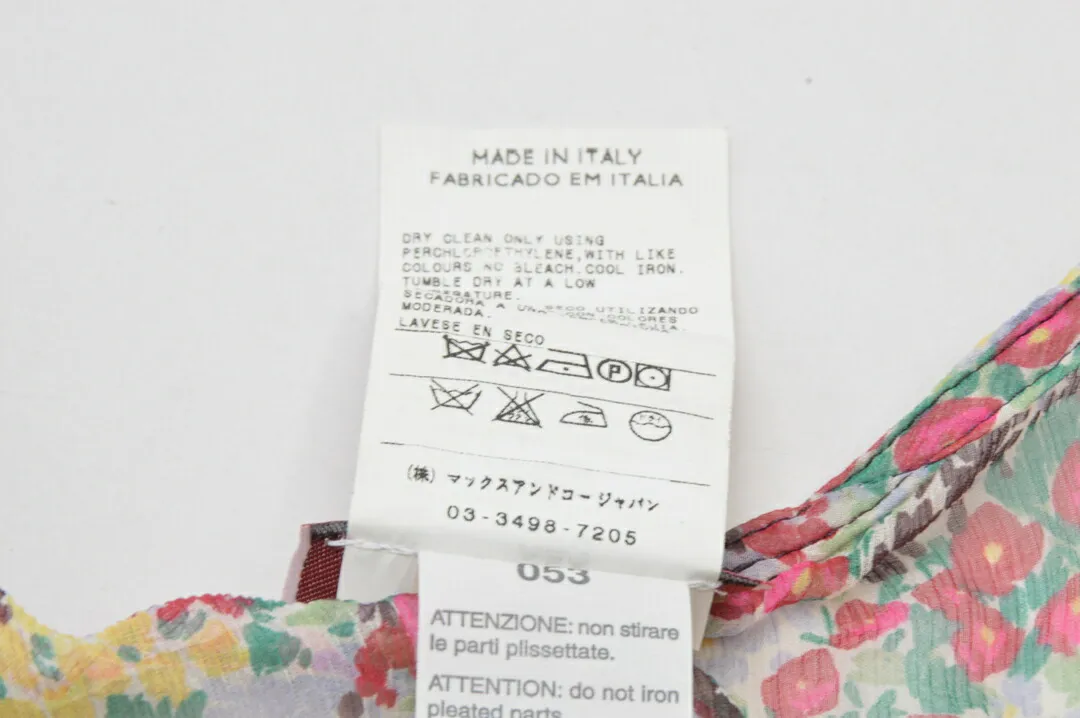 MADE IN ITALY
FABRICADO EM ITALIA
DRY CLEAN ONLY USING
PERCHLOROETHYLENE,WITH LIKE
COLOURS NO BLEACH.COOL IRON.
TUMBLE DRY AT A LOW
SECADORA A
MODERADA.
LAVESE EN SECO
P
(株) マックスアンドコージャパン
03-3498-7205
053
ATTENZIONE: non stirare
le parti plissettate.
ATTENTION: do not iron
pleated parts